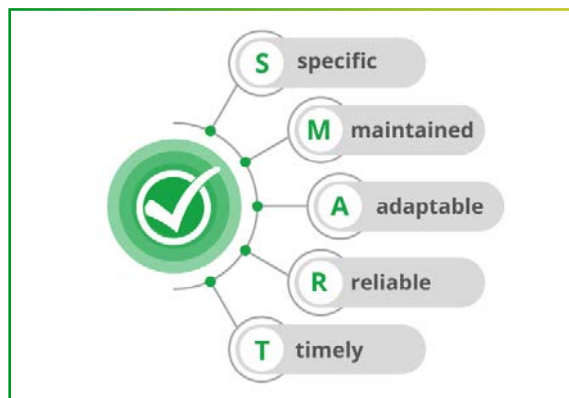 S specific
M maintained
A adaptable
R reliable
T timely